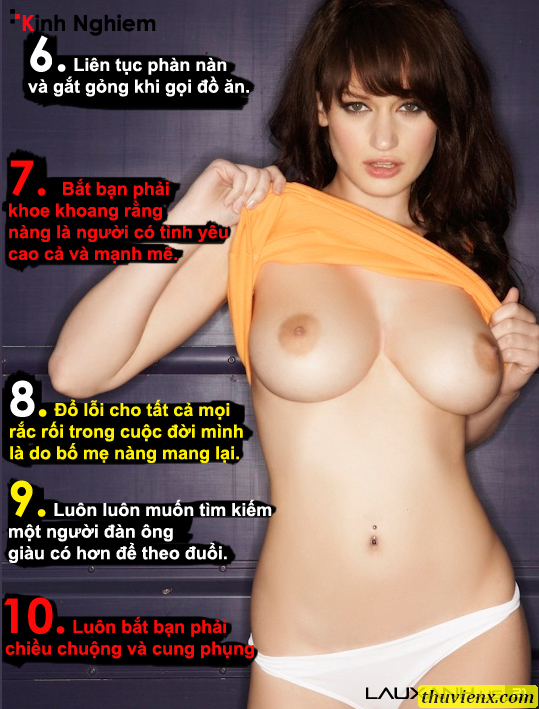 Kinh Nghiem
6. Liên tục phàn nàn
và gắt gỏng khi gọi đồ ăn.
7. Bắt bạn phải
khoe khoang rằng
nàng là người có tình yêu
cao cả và mạnh mẽ.
8. Đổ lỗi cho tất cả mọi
rắc rối trong cuộc đời mình
là do bố mẹ nàng mang lại.
9. Luôn luôn muốn tìm kiếm
một người đàn ông
giàu có hơn để theo đuổi.
10. Luôn bắt bạn phải
chiều chuộng và cung phụng
thuvienx.com